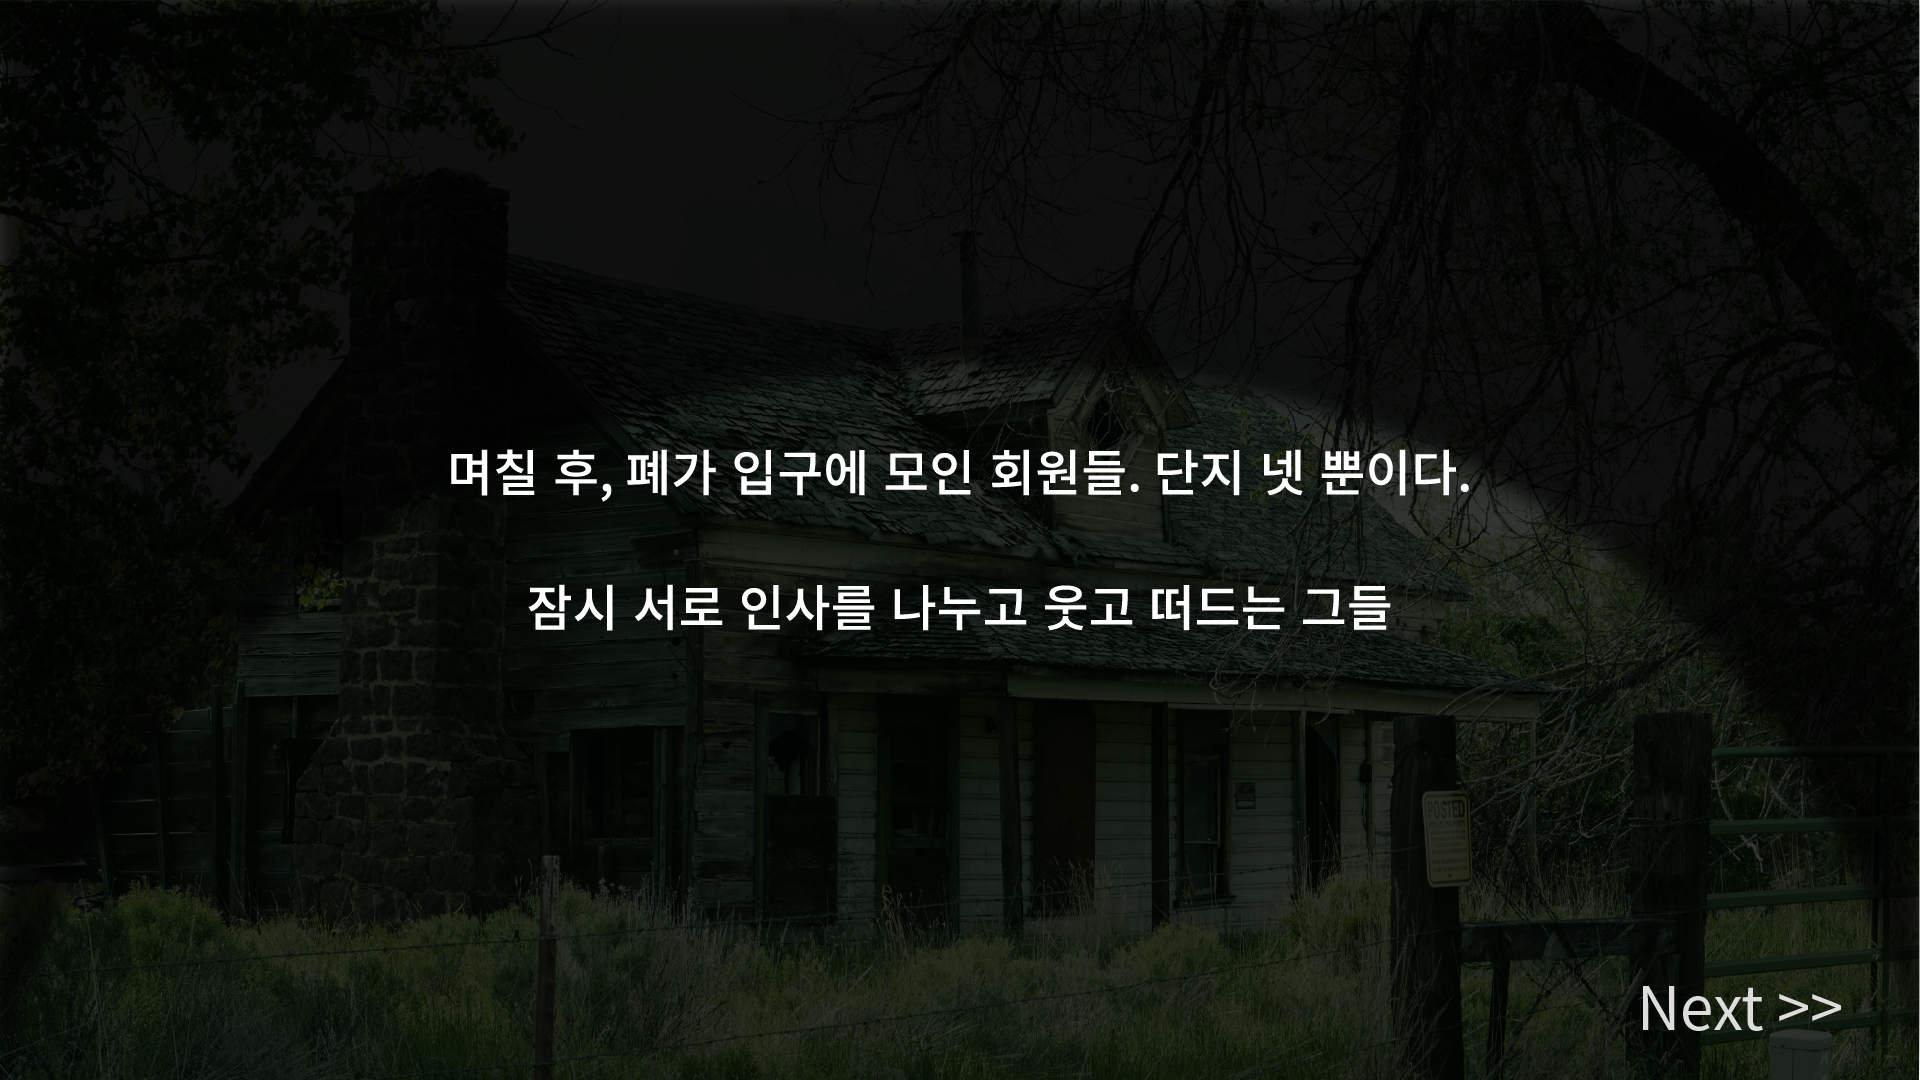 며칠 후, 폐가 입구에 모인 회원들. 단지 넷 뿐이다.
잠시 서로 인사를 나누고 웃고 떠드는 그들
POSTED
Next >>